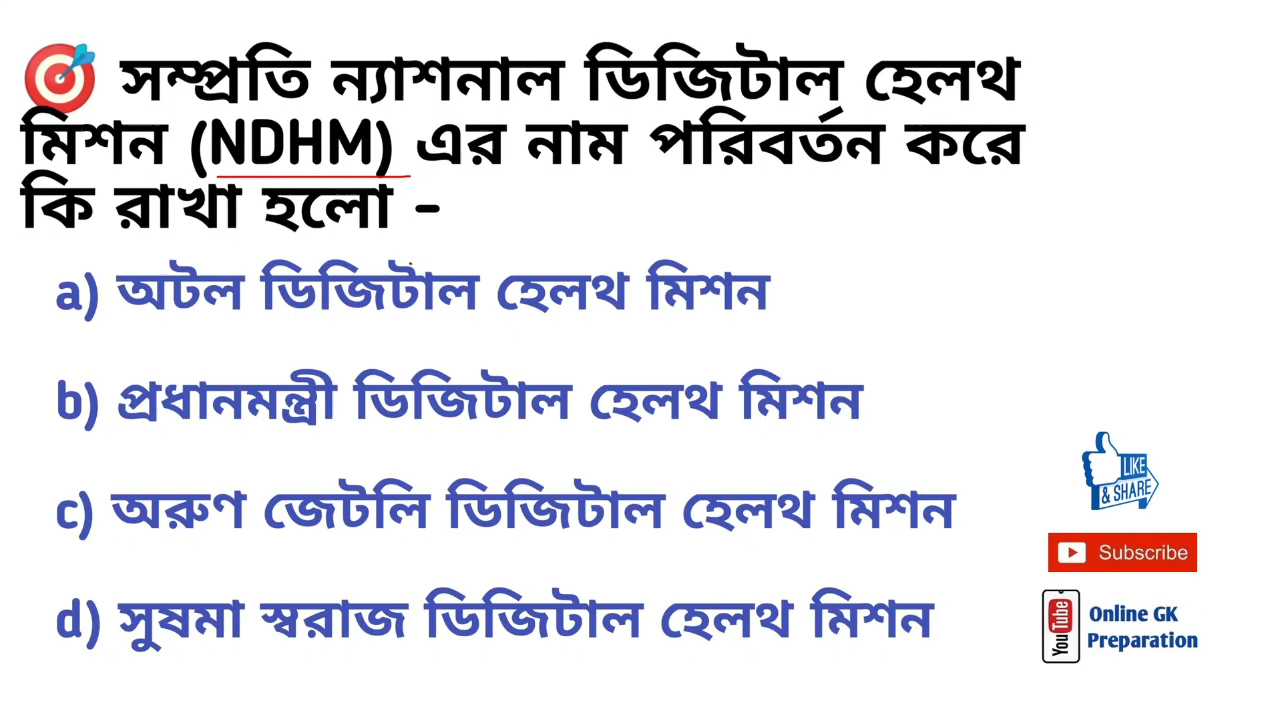 সম্প্রতি ন্যাশনাল ডিজিটাল হেলথ
মিশন (NDHM) এর নাম পরিবর্তন করে
কি রাখা হলো -
a) অটল ডিজিটাল হেলথ মিশন
b) প্রধানমন্ত্রী ডিজিটাল হেলথ মিশন
c) অরুণ জেটলি ডিজিটাল হেলথ মিশন
d) সুষমা স্বরাজ ডিজিটাল হেলথ মিশন
LIKE
& SHARE
Subscribe
YouTube
Online GK
Preparation